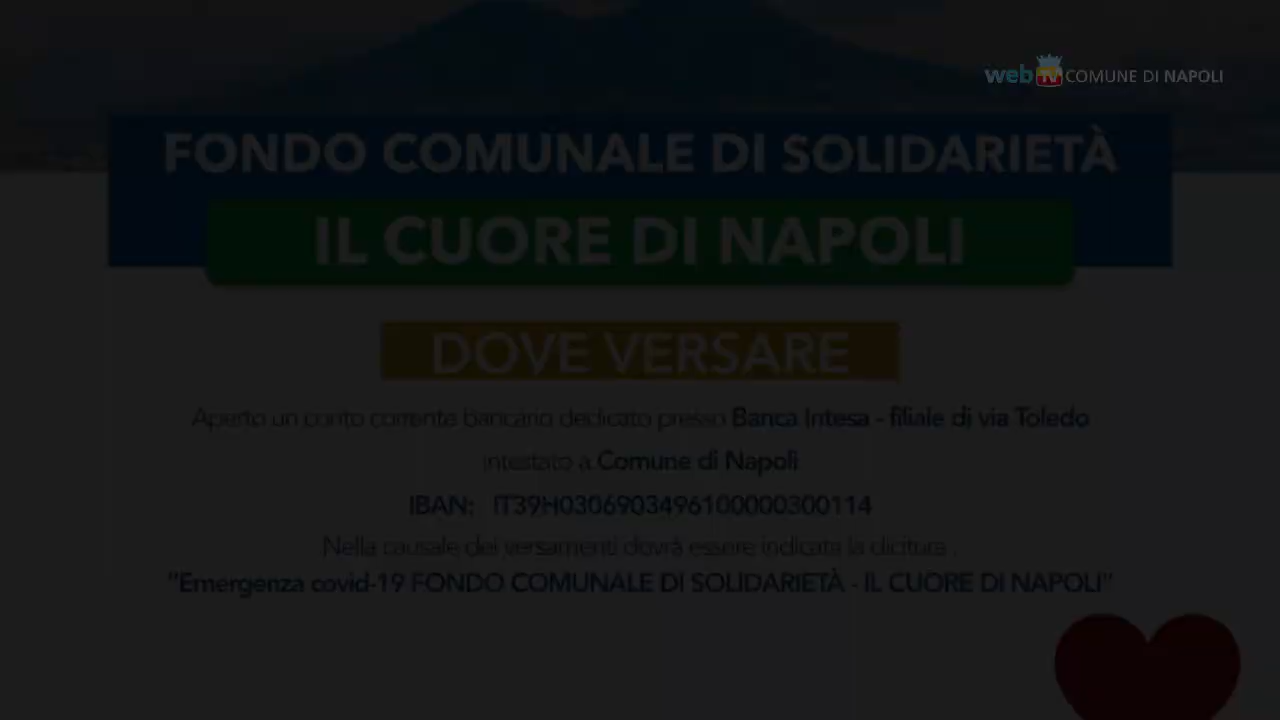 web tv COMUNE DI NAPOLI
FONDO COMUNALE DI SOLIDARIETÀ
IL CUORE DI NAPOLI
DOVE VERSARE
Aperto un conto corrente bancario dedicato presso Banca Intesa - filiale di via Toledo
intestato a Comune di Napoli
IBAN: IT39H0306903496100000300114
Nella causale dei versamenti dovrà essere indicata la dicitura :
"Emergenza covid-19 FONDO COMUNALE DI SOLIDARIETÀ - IL CUORE DI NAPOLI"